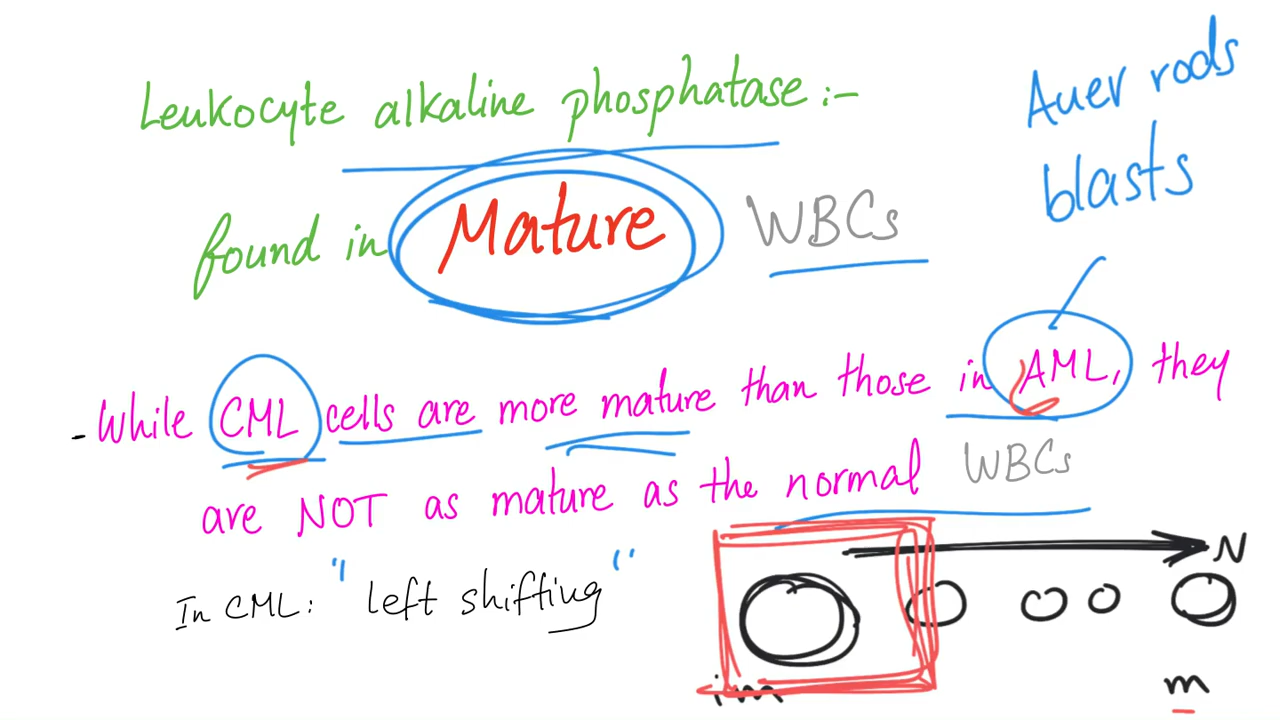 Leukocyte alkaline phosphatase :-
Auer rods
blasts
found in Mature WBCs
- While CML cells are more mature than those in AML, they
are NOT as mature as the normal WBCs
In CML: "left shifting"
N
im
m